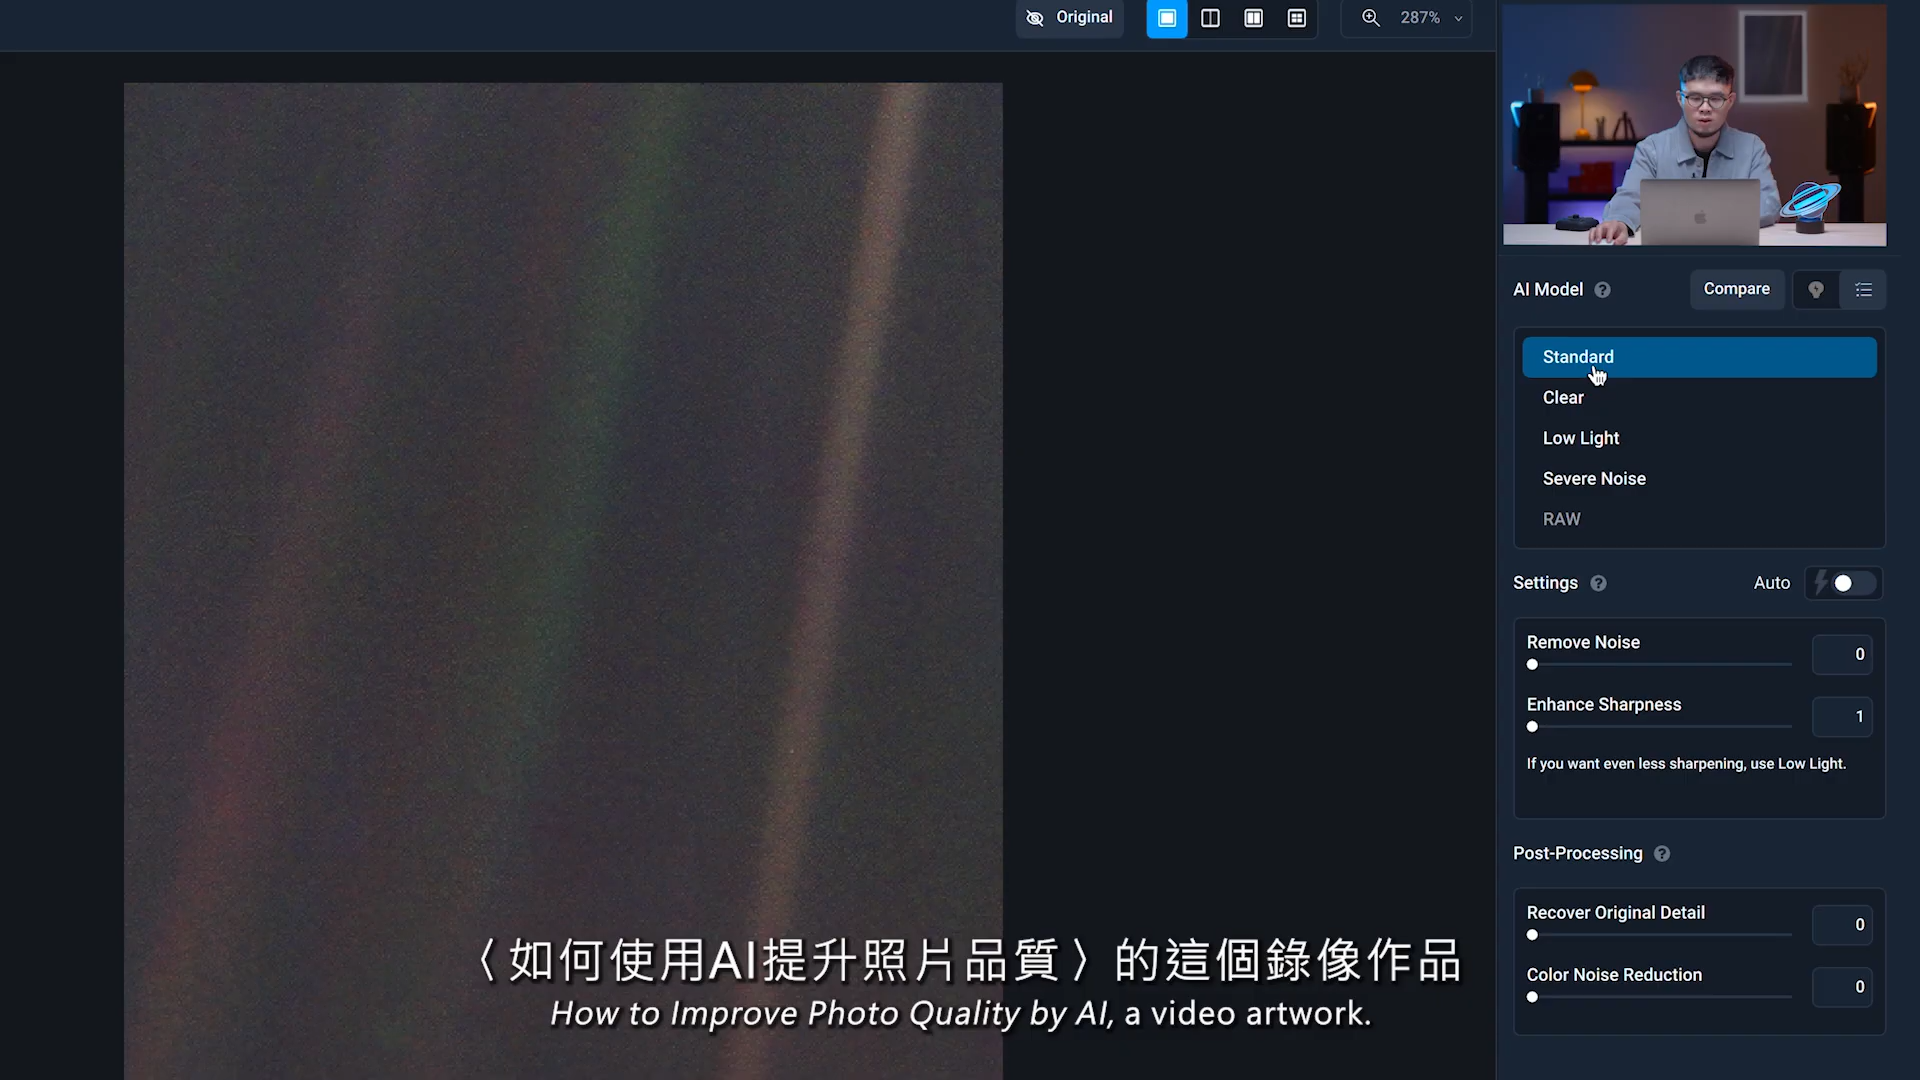 Original
287%
AI Model
Compare
Standard
Clear
Low Light
Severe Noise
RAW
Settings
Auto
Remove Noise
0
Enhance Sharpness
1
If you want even less sharpening, use Low Light.
Post-Processing
Recover Original Detail
0
Color Noise Reduction
0
〈如何使用AI提升照片品質〉的這個錄像作品
How to Improve Photo Quality by AI, a video artwork.